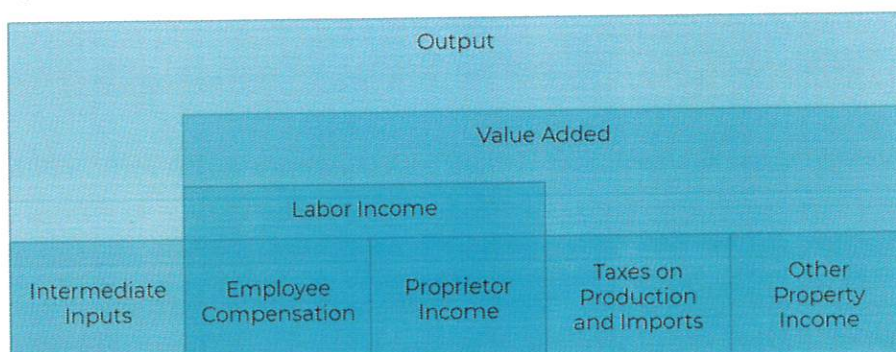 Output
Value Added
Labor Income
Intermediate
Inputs
Employee
Compensation
Proprietor
Income
Taxes on
Production
and Imports
Other
Property
Income